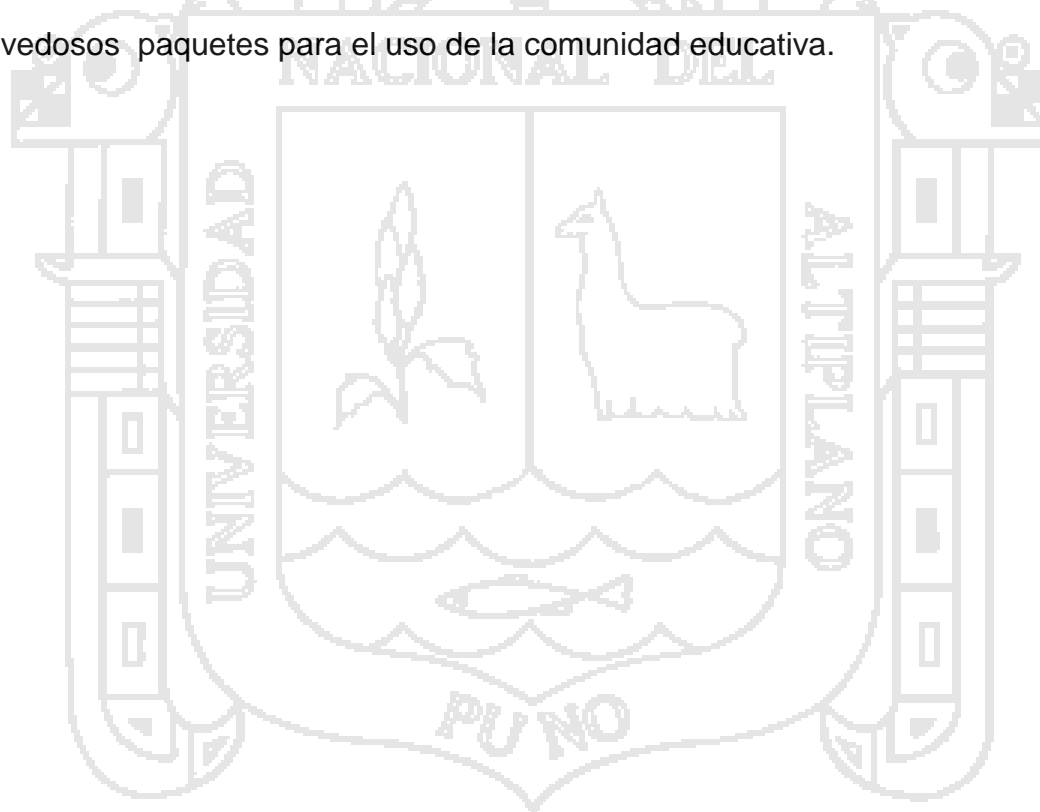 vedosos paquetes para el uso de la comunidad educativa.
NACIONAL DEL
UNIVERSIDAD
ALTIPLANO
PUNO